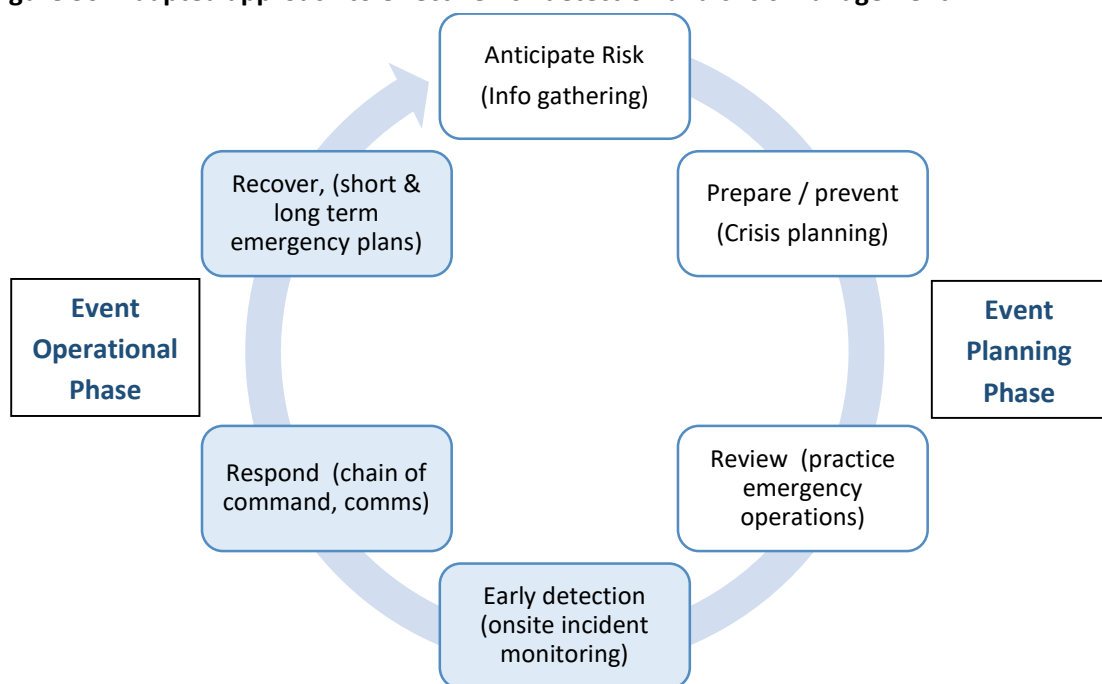 Anticipate Risk
(Info gathering)
Prepare / prevent
(Crisis planning)
Event
Planning
Phase
Review  (practice
emergency
operations)
Early detection
(onsite incident
monitoring)
Respond  (chain of
command, comms)
Event
Operational
Phase
Recover, (short &
long term
emergency plans)